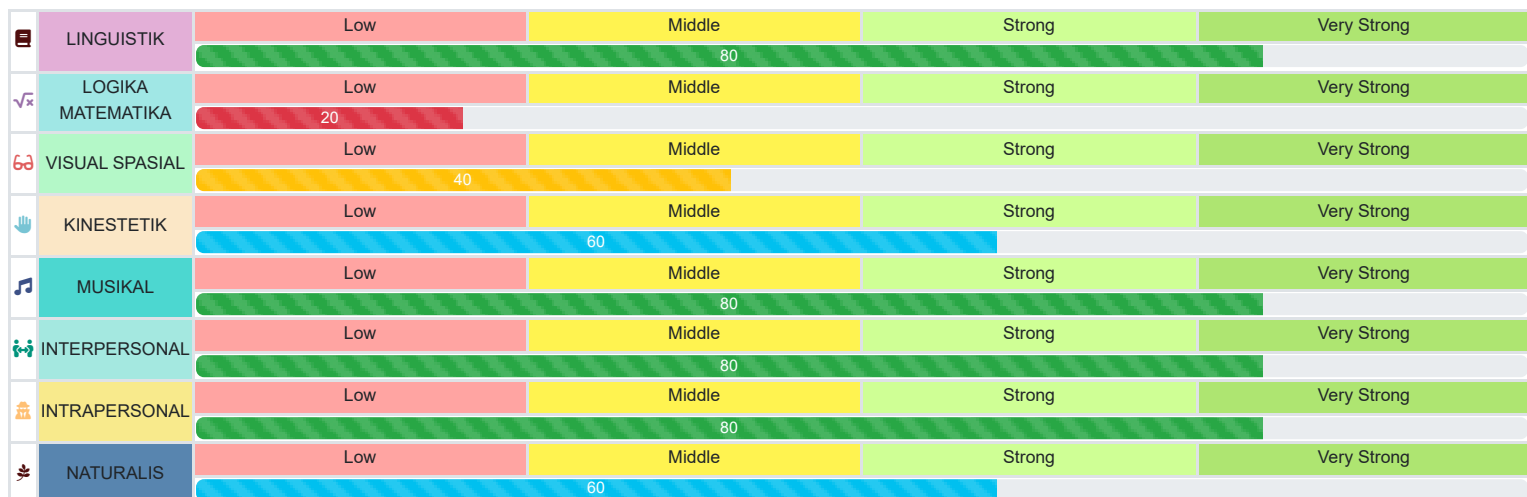 LINGUISTIK
Low Middle Strong Very Strong
80
LOGIKA
MATEMATIKA
Low Middle Strong Very Strong
20
VISUAL SPASIAL
Low Middle Strong Very Strong
40
KINESTETIK
Low Middle Strong Very Strong
60
MUSIKAL
Low Middle Strong Very Strong
80
INTERPERSONAL
Low Middle Strong Very Strong
80
INTRAPERSONAL
Low Middle Strong Very Strong
80
NATURALIS
Low Middle Strong Very Strong
60